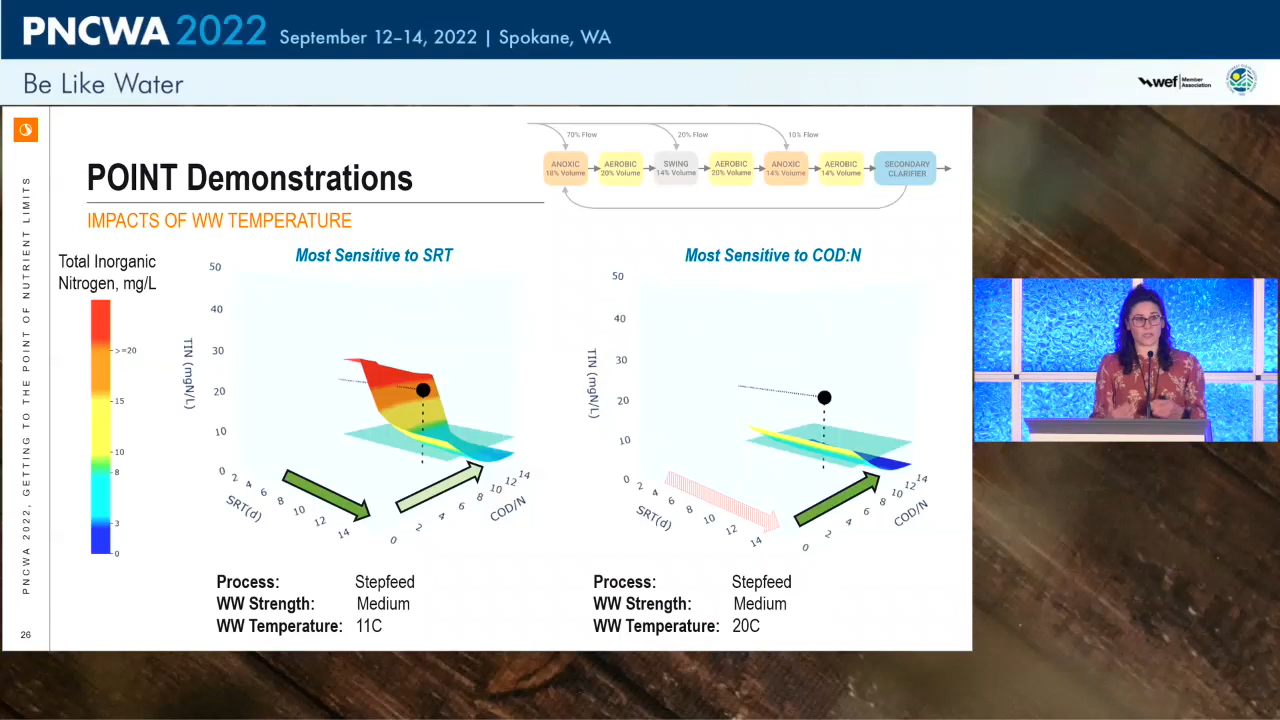 PNCWA 2022 September 12–14, 2022 | Spokane, WA
Be Like Water
wef Member Association
PNCWA 2022, GETTING TO THE POINT OF NUTRIENT LIMITS
26
POINT Demonstrations
IMPACTS OF WW TEMPERATURE
70% Flow
20% Flow
10% Flow
ANOXIC
18% Volume
AEROBIC
20% Volume
SWING
14% Volume
AEROBIC
20% Volume
ANOXIC
14% Volume
AEROBIC
14% Volume
SECONDARY
CLARIFIER
Total Inorganic
Nitrogen, mg/L
>=20
15
10
8
3
0
Most Sensitive to SRT
50
40
30
20
10
0
TIN (mgN/L)
2
4
6
8
10
12
14
SRT(d)
0
2
4
6
8
10
12
14
COD/N
Process: Stepfeed
WW Strength: Medium
WW Temperature: 11C
Most Sensitive to COD:N
50
40
30
20
10
0
TIN (mgN/L)
2
4
6
8
10
12
14
SRT(d)
0
2
4
6
8
10
12
14
COD/N
Process: Stepfeed
WW Strength: Medium
WW Temperature: 20C